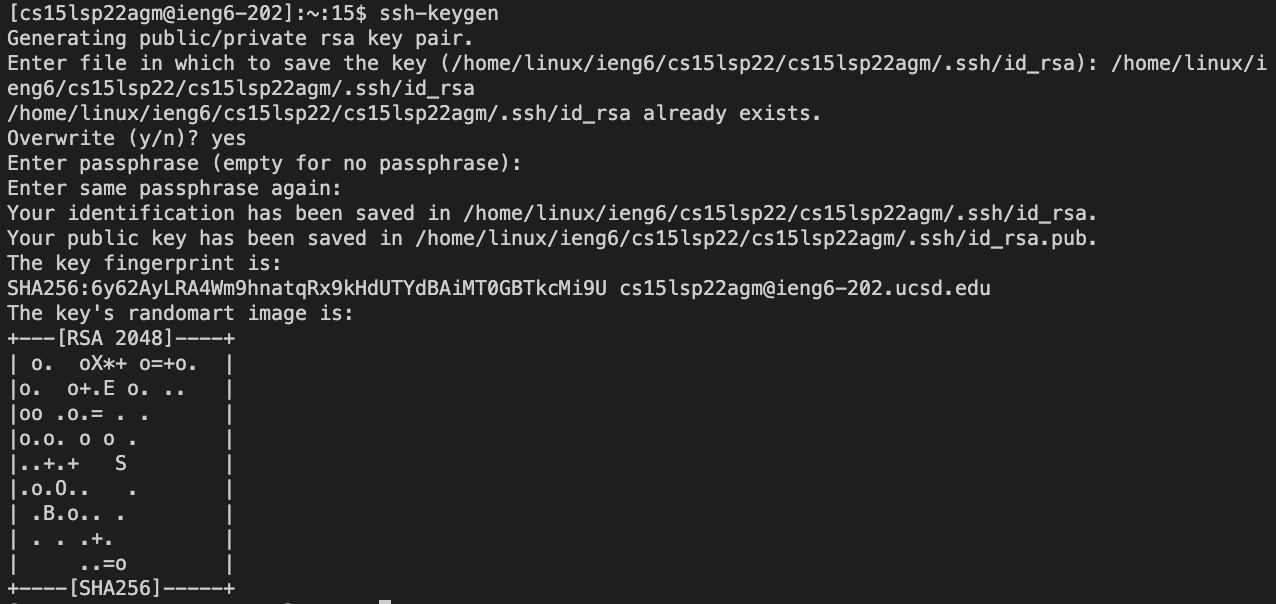 [cs15lsp22agm@ieng6-202]:~:15$ ssh-keygen
Generating public/private rsa key pair.
Enter file in which to save the key (/home/linux/ieng6/cs15lsp22/cs15lsp22agm/.ssh/id_rsa): /home/linux/i
eng6/cs15lsp22/cs15lsp22agm/.ssh/id_rsa
/home/linux/ieng6/cs15lsp22/cs15lsp22agm/.ssh/id_rsa already exists.
Overwrite (y/n)? yes
Enter passphrase (empty for no passphrase):
Enter same passphrase again:
Your identification has been saved in /home/linux/ieng6/cs15lsp22/cs15lsp22agm/.ssh/id_rsa.
Your public key has been saved in /home/linux/ieng6/cs15lsp22/cs15lsp22agm/.ssh/id_rsa.pub.
The key fingerprint is:
SHA256:6y62AyLRA4Wm9hnatqRx9kHdUTYdBAiMT0GBTkcMi9U cs15lsp22agm@ieng6-202.ucsd.edu
The key's randomart image is:
+---[RSA 2048]----+
| o.  oX*+ o=+o.  |
|o.  o+.E o. ..   |
|oo .o.= . .      |
|o.o. o o .       |
|..+.+   S        |
|.o.O..   .       |
| .B.o.. .        |
| . . .+.         |
|     ..=o        |
+----[SHA256]-----+